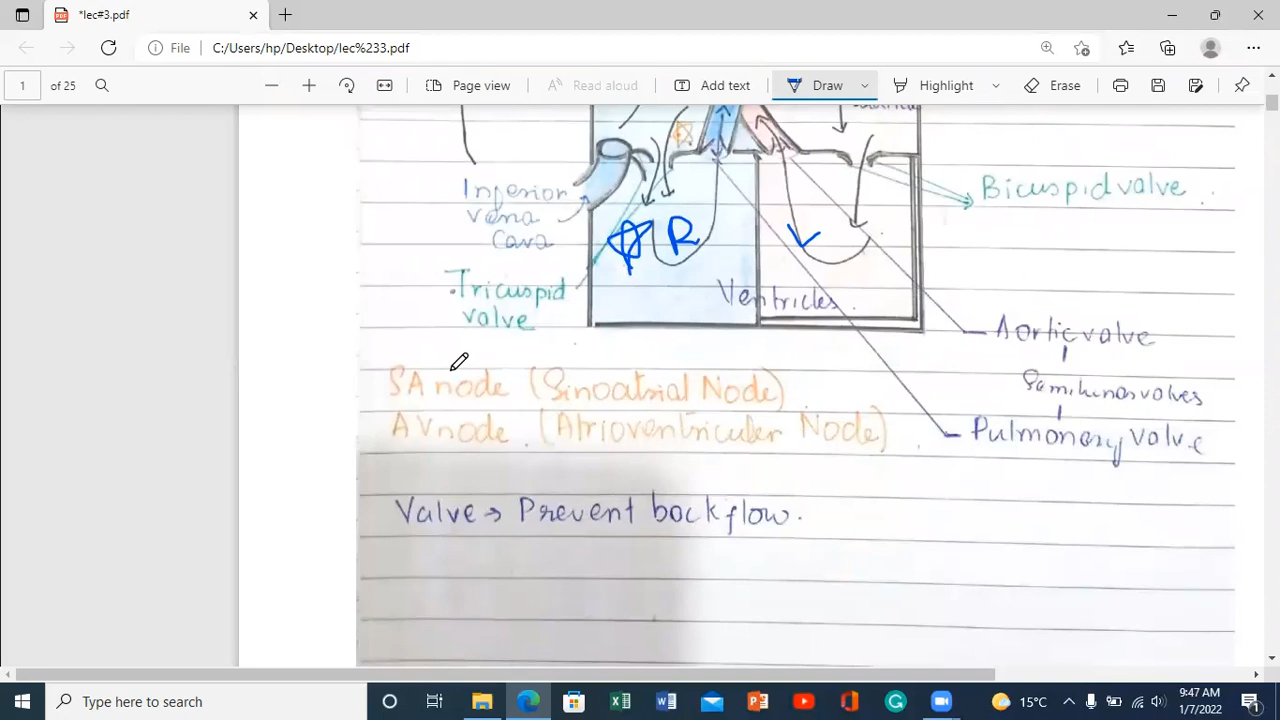 *lec#3.pdf
File
C:/Users/hp/Desktop/lec%233.pdf
1
of 25
Page view
Read aloud
Add text
Draw
Highlight
Erase
Inferior
vena
Cava
Bicuspid valve
R
Tricuspid
valve
Ventricles
Aortic valve
Semilunar valves
Pulmonary valve
SA node (Sinoatrial Node)
AV node (Atrioventricular Node)
Valve → Prevent backflow.
Type here to search
15°C
9:47 AM
1/7/2022